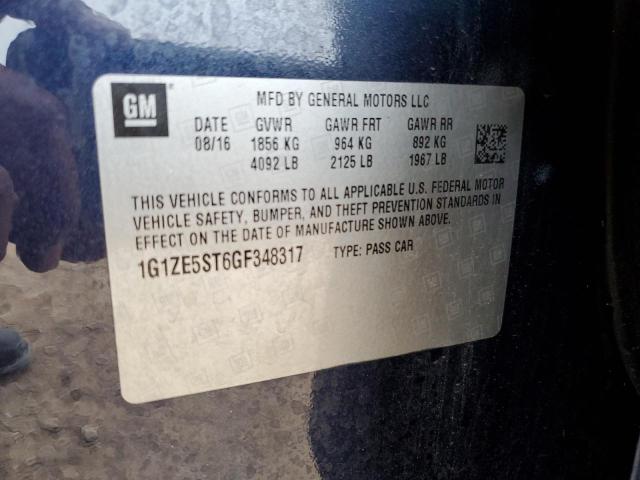 GM
MFD BY GENERAL MOTORS LLC
DATE GVWR GAWR FRT GAWR RR
08/16 1856 KG 964 KG 892 KG
4092 LB 2125 LB 1967 LB
THIS VEHICLE CONFORMS TO ALL APPLICABLE U.S. FEDERAL MOTOR
VEHICLE SAFETY, BUMPER, AND THEFT PREVENTION STANDARDS IN
EFFECT ON THE DATE OF MANUFACTURE SHOWN ABOVE.
1G1ZE5ST6GF348317 TYPE: PASS CAR